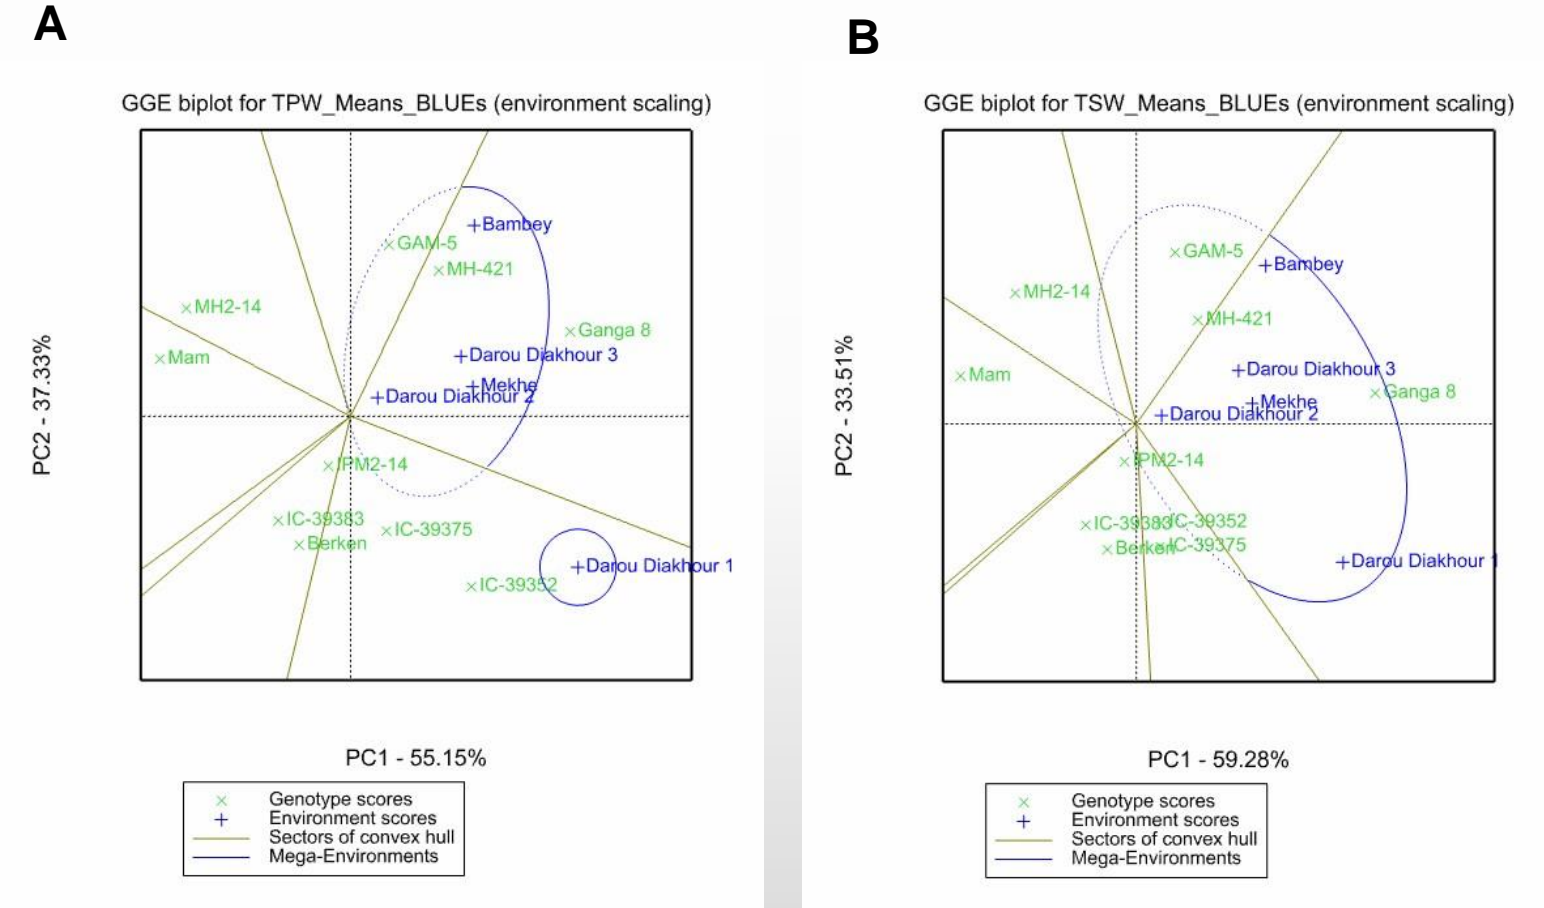 A
GGE biplot for TPW_Means_BLUEs (environment scaling)
Bambey
GAM-5
MH-421
MH2-14
Ganga 8
Darou Diakhour 3
Mam
Mekhe
Darou Diakhour 2
PC2 - 37.33%
IPM2-14
IC-39383
IC-39375
Berken
Darou Diakhour 1
IC-39352
PC1 - 55.15%
Genotype scores
Environment scores
Sectors of convex hull
Mega-Environments
B
GGE biplot for TSW_Means_BLUEs (environment scaling)
GAM-5
Bambey
MH2-14
MH-421
Darou Diakhour 3
Mam
Ganga 8
Mekhe
Darou Diakhour 2
PC2 - 33.51%
IPM2-14
IC-39383
IC-39352
Berken
IC-39375
Darou Diakhour 1
PC1 - 59.28%
Genotype scores
Environment scores
Sectors of convex hull
Mega-Environments